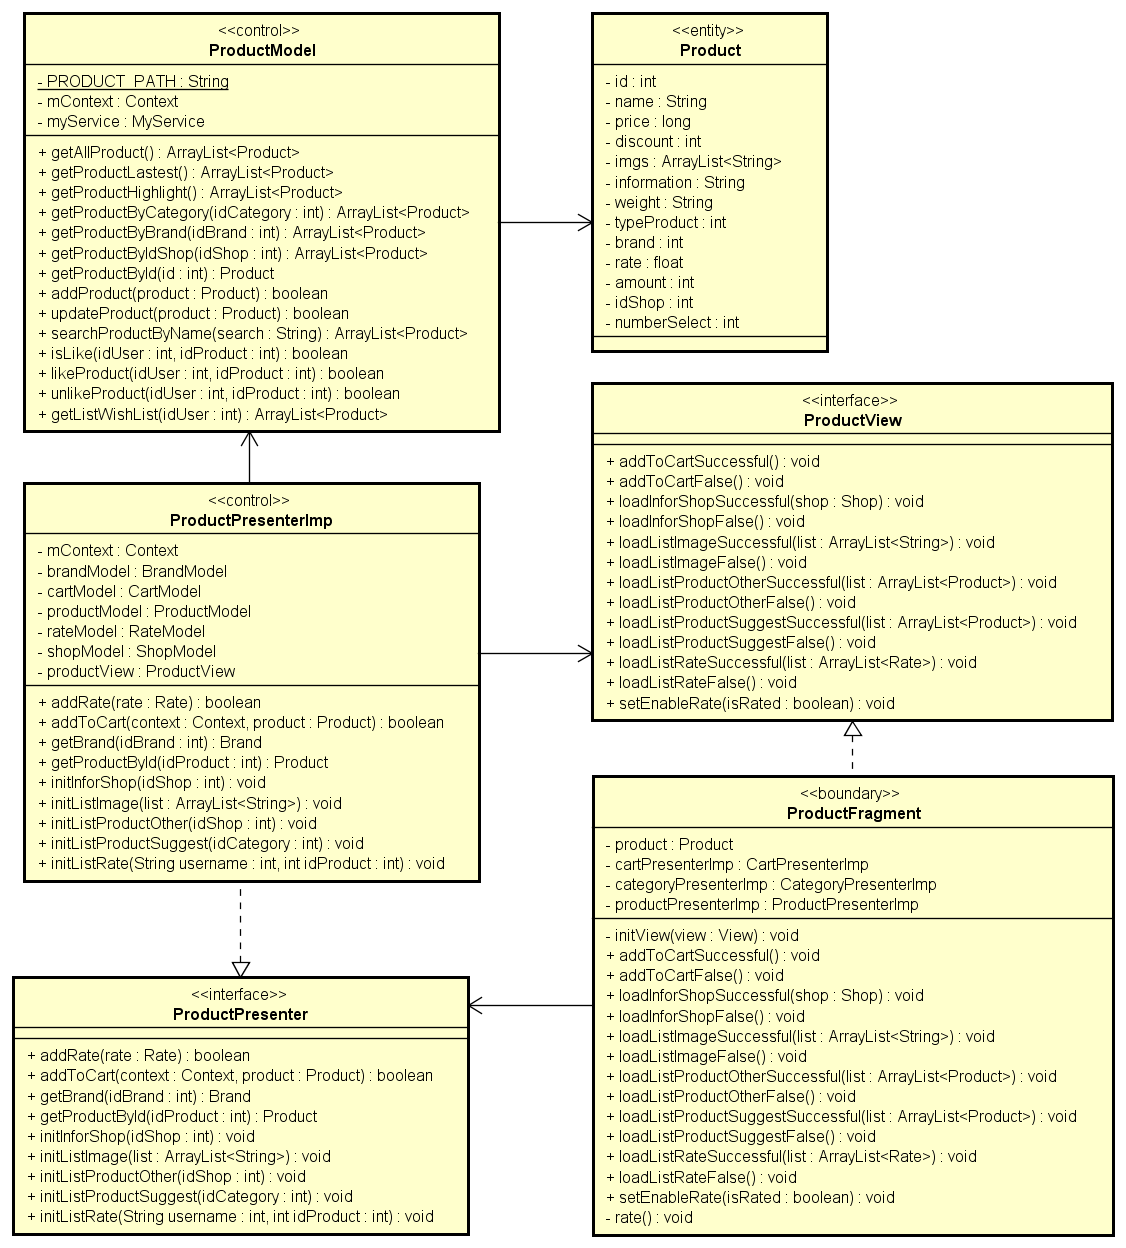 <<control>>
ProductModel
- PRODUCT_PATH : String
- mContext : Context
- myService : MyService
+ getAllProduct() : ArrayList<Product>
+ getProductLastest() : ArrayList<Product>
+ getProductHighlight() : ArrayList<Product>
+ getProductByCategory(idCategory : int) : ArrayList<Product>
+ getProductByBrand(idBrand : int) : ArrayList<Product>
+ getProductByIdShop(idShop : int) : ArrayList<Product>
+ getProductById(id : int) : Product
+ addProduct(product : Product) : boolean
+ updateProduct(product : Product) : boolean
+ searchProductByName(search : String) : ArrayList<Product>
+ isLike(idUser : int, idProduct : int) : boolean
+ likeProduct(idUser : int, idProduct : int) : boolean
+ unlikeProduct(idUser : int, idProduct : int) : boolean
+ getListWishList(idUser : int) : ArrayList<Product>
<<entity>>
Product
- id : int
- name : String
- price : long
- discount : int
- imgs : ArrayList<String>
- information : String
- weight : String
- typeProduct : int
- brand : int
- rate : float
- amount : int
- idShop : int
- numberSelect : int
<<control>>
ProductPresenterImp
- mContext : Context
- brandModel : BrandModel
- cartModel : CartModel
- productModel : ProductModel
- rateModel : RateModel
- shopModel : ShopModel
- productView : ProductView
+ addRate(rate : Rate) : boolean
+ addToCart(context : Context, product : Product) : boolean
+ getBrand(idBrand : int) : Brand
+ getProductById(idProduct : int) : Product
+ initInforShop(idShop : int) : void
+ initListImage(list : ArrayList<String>) : void
+ initListProductOther(idShop : int) : void
+ initListProductSuggest(idCategory : int) : void
+ initListRate(String username : int, int idProduct : int) : void
<<interface>>
ProductView
+ addToCartSuccessful() : void
+ addToCartFalse() : void
+ loadInforShopSuccessful(shop : Shop) : void
+ loadInforShopFalse() : void
+ loadListImageSuccessful(list : ArrayList<String>) : void
+ loadListImageFalse() : void
+ loadListProductOtherSuccessful(list : ArrayList<Product>) : void
+ loadListProductOtherFalse() : void
+ loadListProductSuggestSuccessful(list : ArrayList<Product>) : void
+ loadListProductSuggestFalse() : void
+ loadListRateSuccessful(list : ArrayList<Rate>) : void
+ loadListRateFalse() : void
+ setEnableRate(isRated : boolean) : void
<<interface>>
ProductPresenter
+ addRate(rate : Rate) : boolean
+ addToCart(context : Context, product : Product) : boolean
+ getBrand(idBrand : int) : Brand
+ getProductById(idProduct : int) : Product
+ initInforShop(idShop : int) : void
+ initListImage(list : ArrayList<String>) : void
+ initListProductOther(idShop : int) : void
+ initListProductSuggest(idCategory : int) : void
+ initListRate(String username : int, int idProduct : int) : void
<<boundary>>
ProductFragment
- product : Product
- cartPresenterImp : CartPresenterImp
- categoryPresenterImp : CategoryPresenterImp
- productPresenterImp : ProductPresenterImp
- initView(view : View) : void
+ addToCartSuccessful() : void
+ addToCartFalse() : void
+ loadInforShopSuccessful(shop : Shop) : void
+ loadInforShopFalse() : void
+ loadListImageSuccessful(list : ArrayList<String>) : void
+ loadListImageFalse() : void
+ loadListProductOtherSuccessful(list : ArrayList<Product>) : void
+ loadListProductOtherFalse() : void
+ loadListProductSuggestSuccessful(list : ArrayList<Product>) : void
+ loadListProductSuggestFalse() : void
+ loadListRateSuccessful(list : ArrayList<Rate>) : void
+ loadListRateFalse() : void
+ setEnableRate(isRated : boolean) : void
- rate() : void